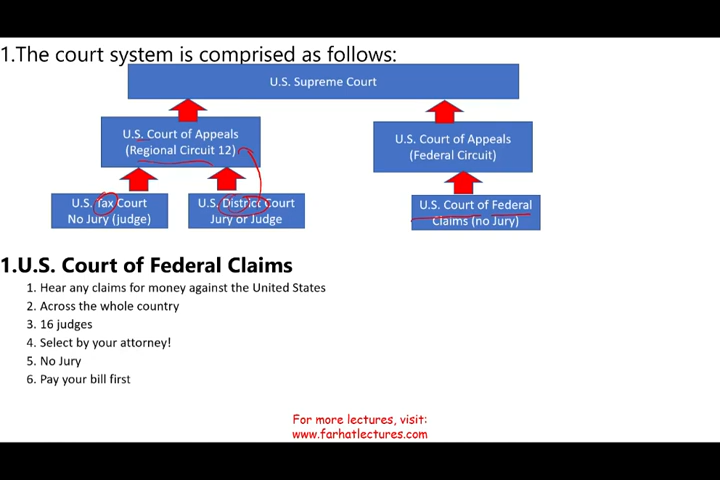 1.The court system is comprised as follows:
U.S. Supreme Court
U.S. Court of Appeals
(Regional Circuit 12)
U.S. Court of Appeals
(Federal Circuit)
U.S. Tax Court
No Jury (judge)
U.S. District Court
Jury or Judge
U.S. Court of Federal
Claims (no Jury)
1.U.S. Court of Federal Claims
1. Hear any claims for money against the United States
2. Across the whole country
3. 16 judges
4. Select by your attorney!
5. No Jury
6. Pay your bill first
For more lectures, visit:
www.farhatlectures.com